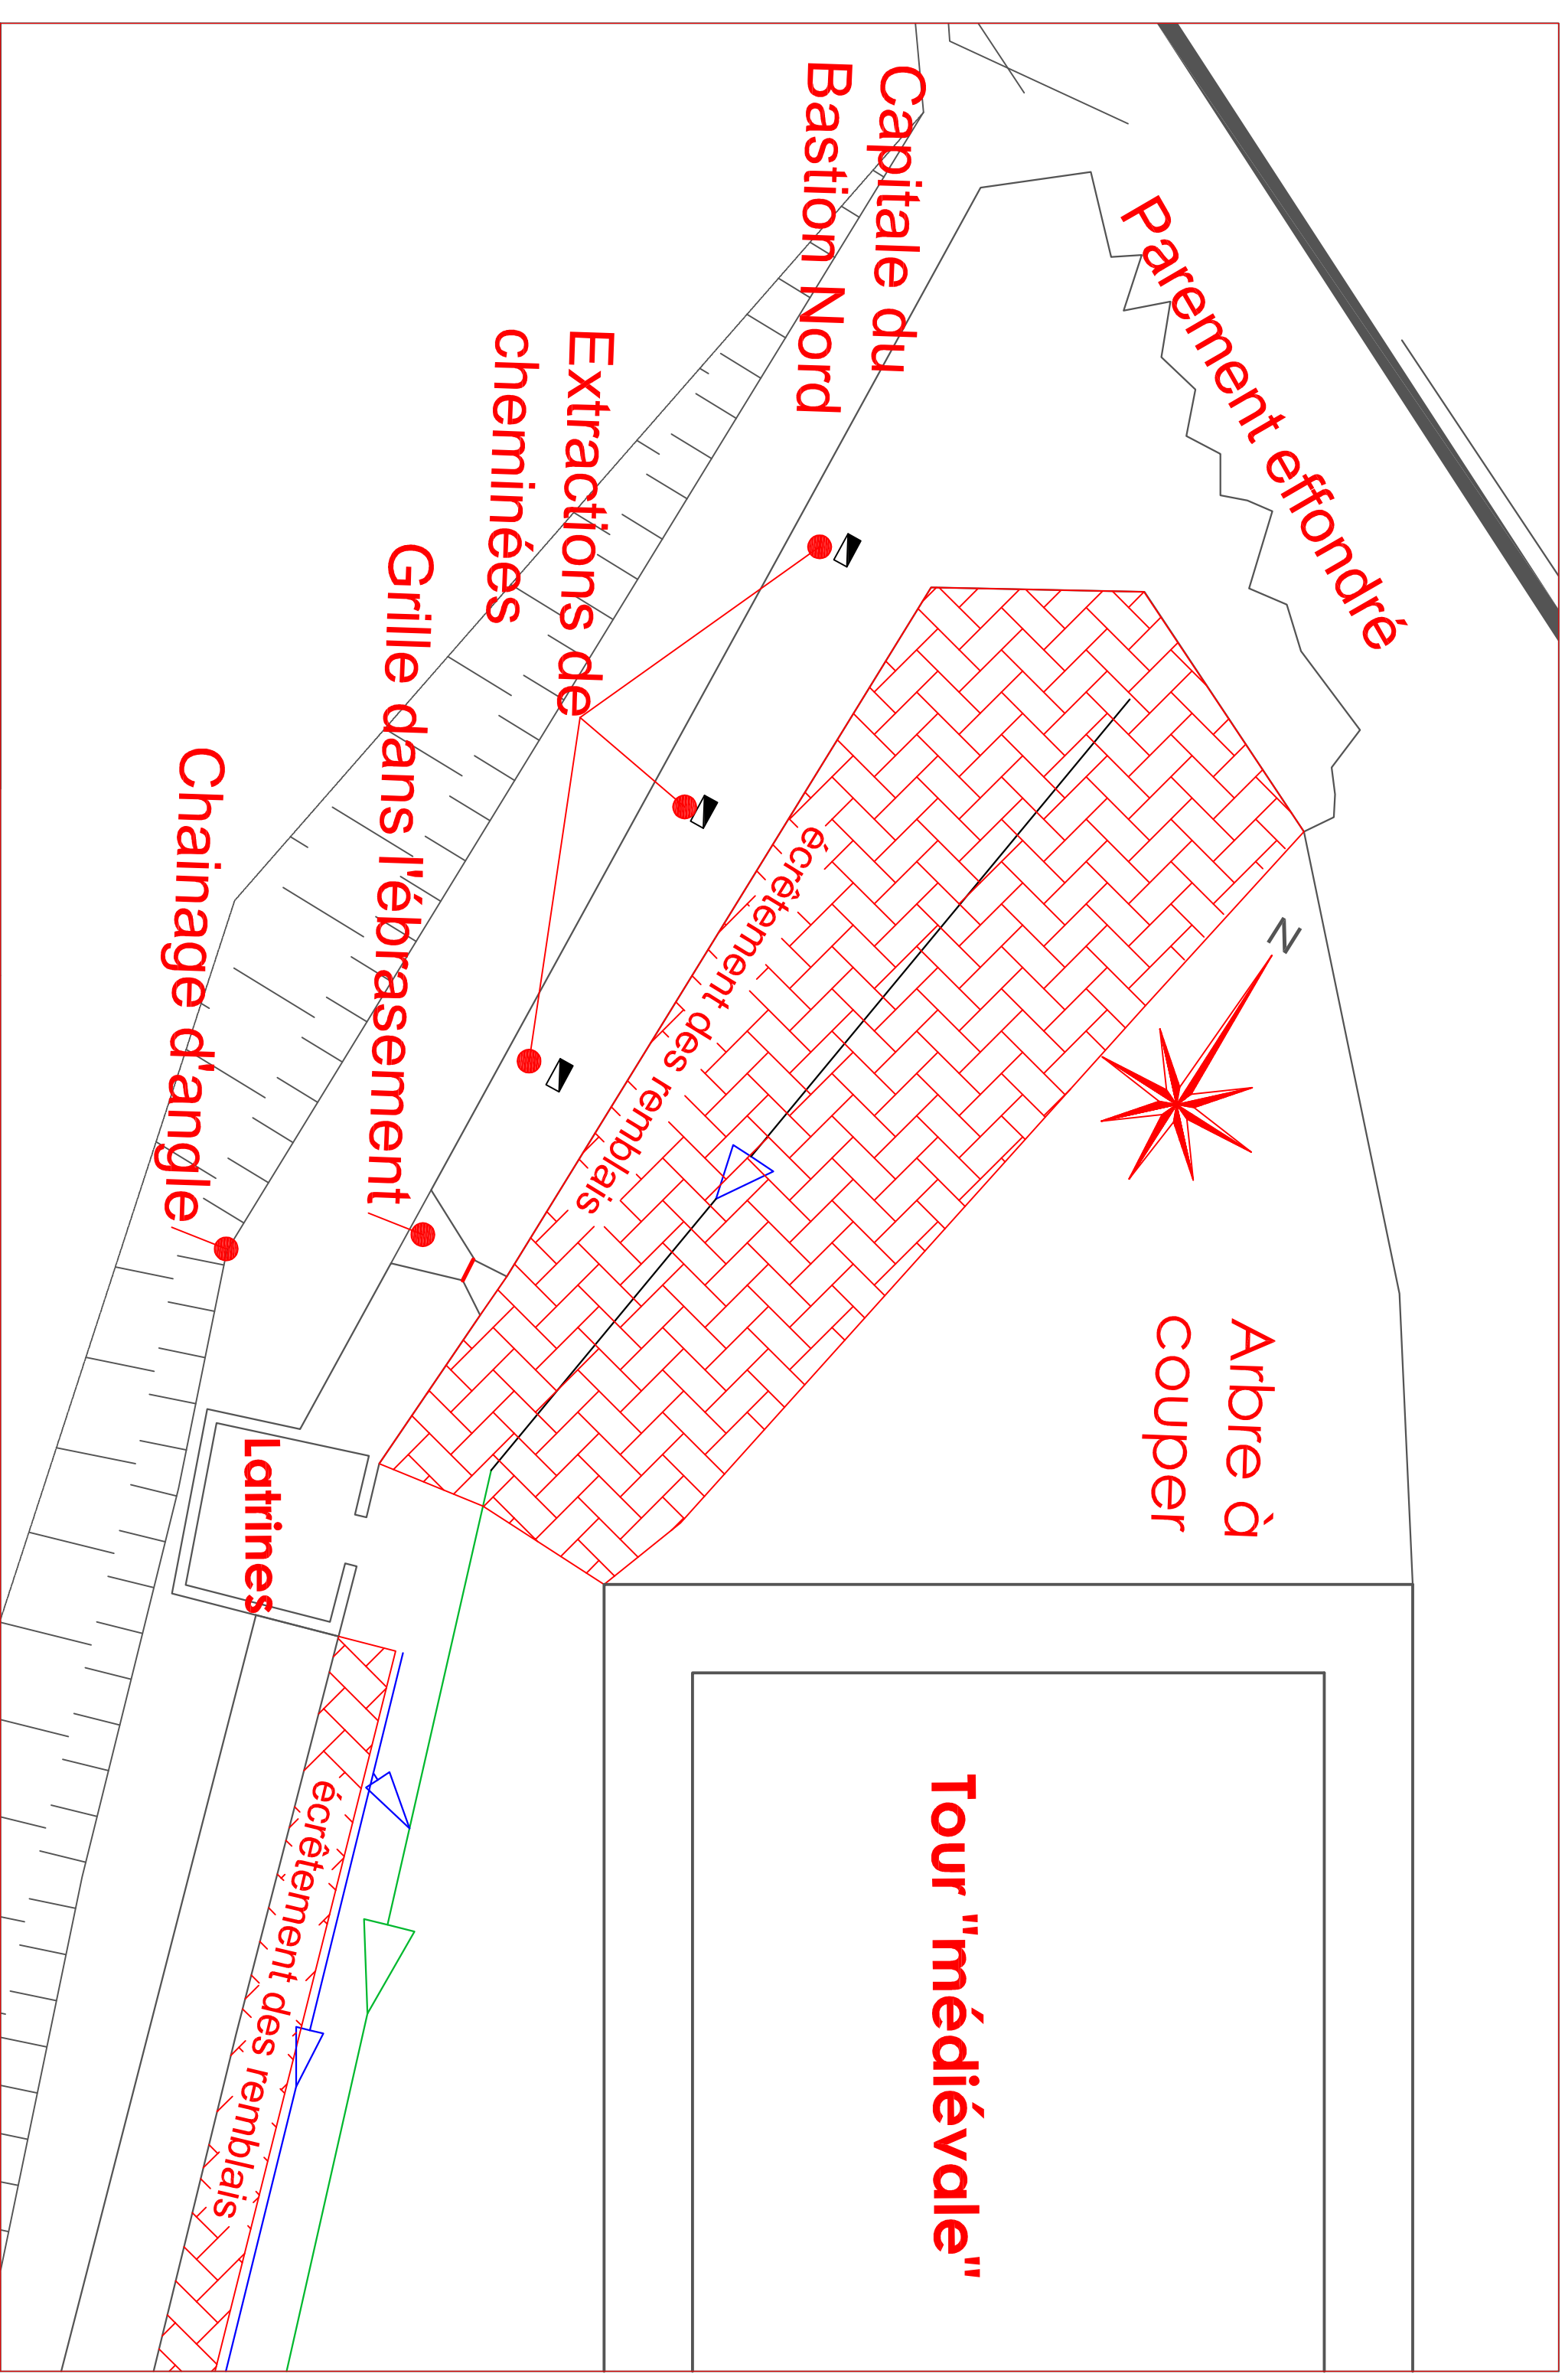 Parement effondré
Capitale du
Bastion Nord
Extractions de
cheminées
Grille dans l'ébrasement
Chainage d'angle
écrêtement des remblais
N
Arbre à
couper
Latrines
écrêtement des remblais
Tour "médiévale"